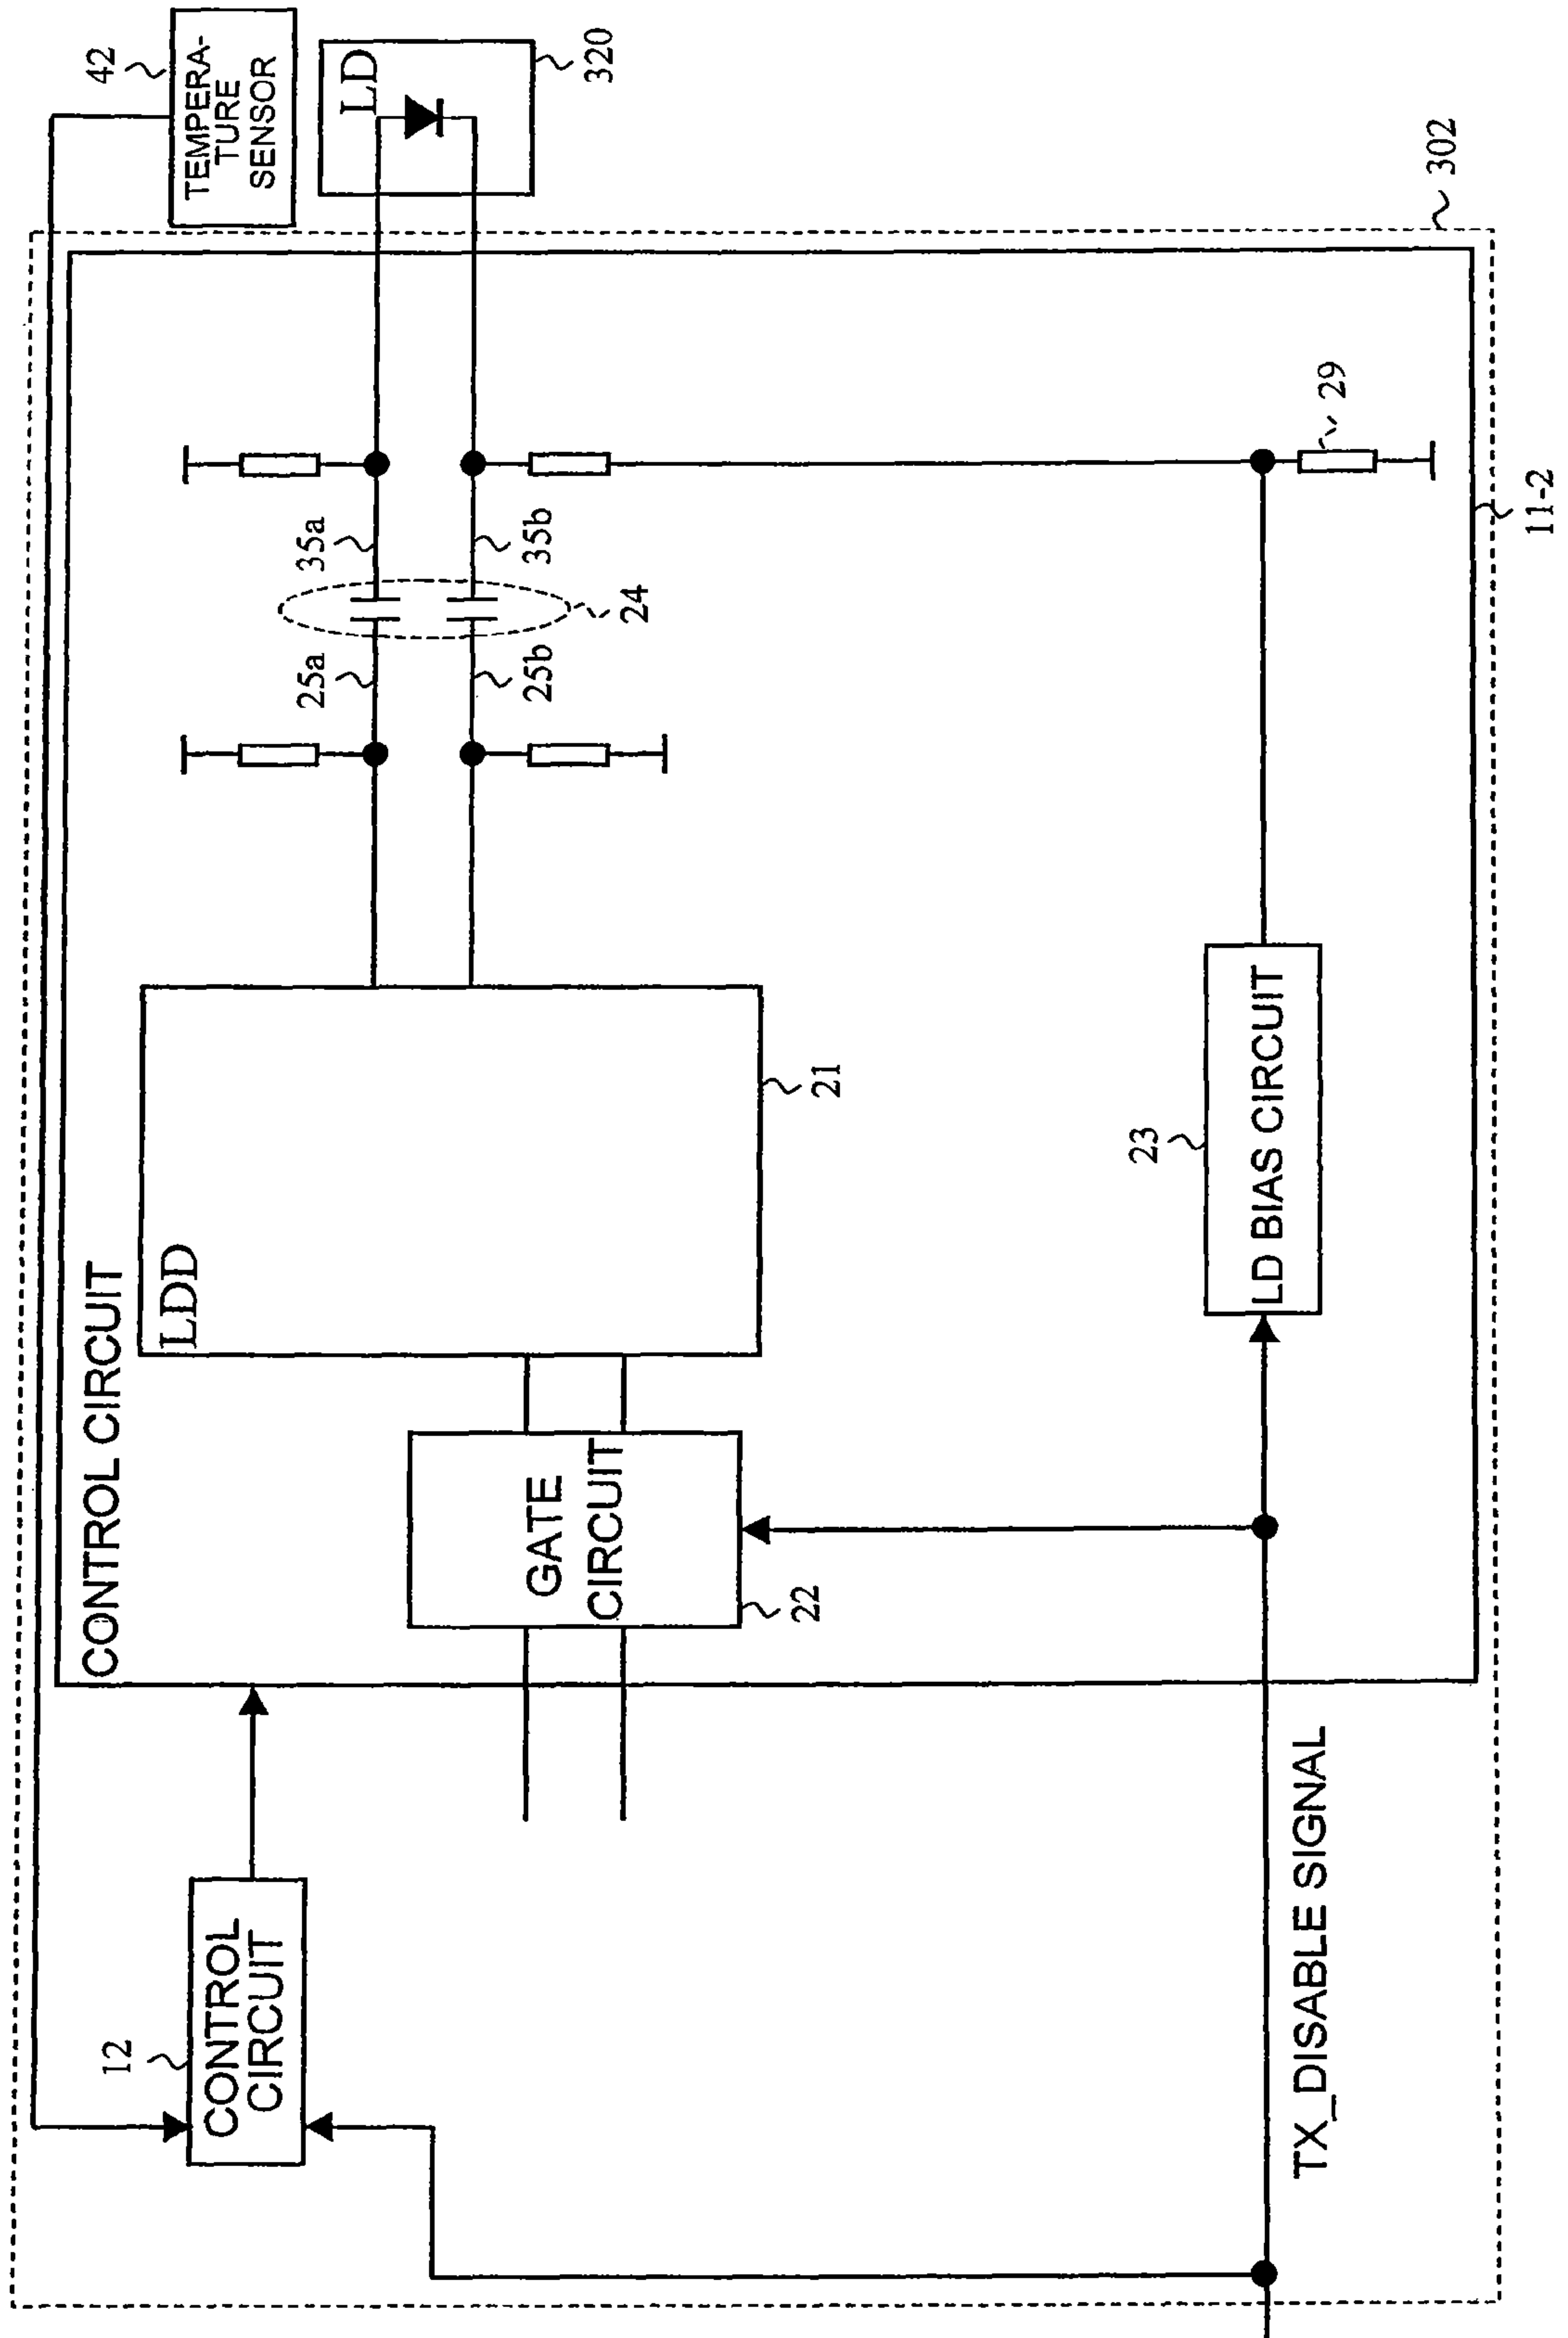 42
TEMPERA-
TURE
SENSOR
LD
320
302
CONTROL CIRCUIT
LDD
21
25a
35a
25b
35b
24
29
11-2
GATE
CIRCUIT
22
23
LD BIAS CIRCUIT
12
CONTROL
CIRCUIT
TX_DISABLE SIGNAL